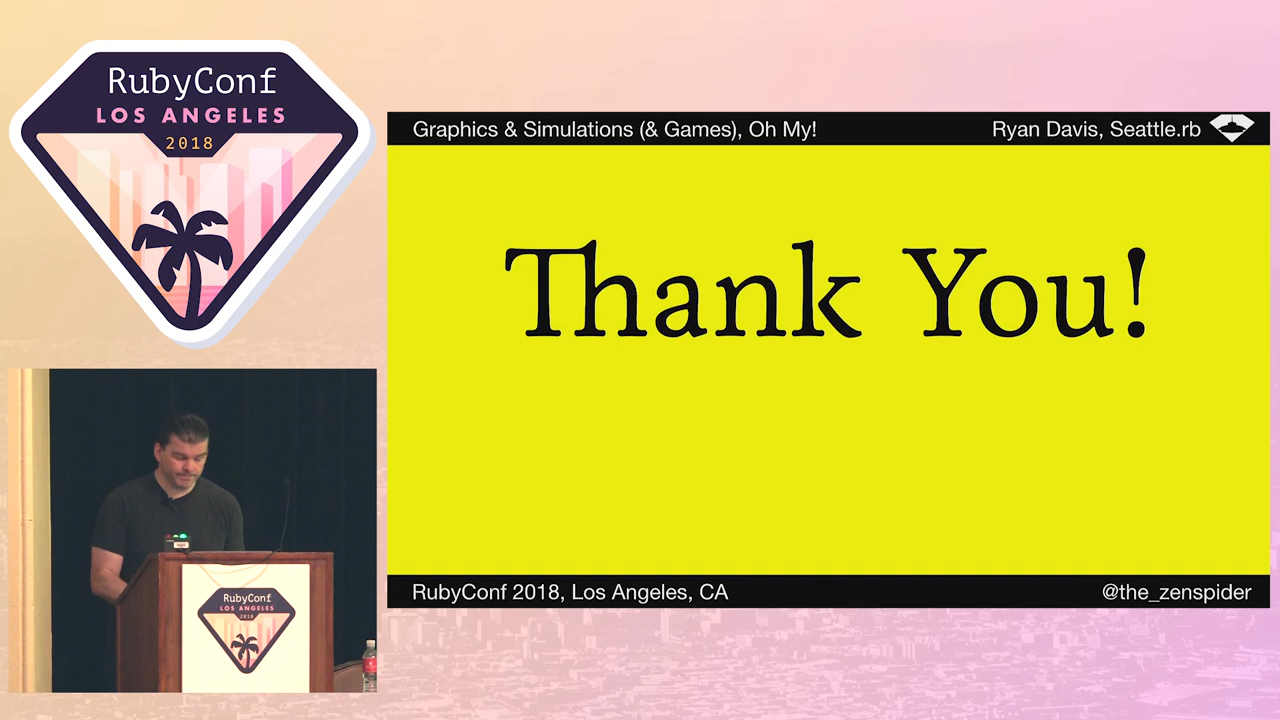 RubyConf
LOS ANGELES
2018
Graphics & Simulations (& Games), Oh My!
Ryan Davis, Seattle.rb
Thank You!
RubyConf 2018, Los Angeles, CA
@the_zenspider
RubyConf
LOS ANGELES
2018